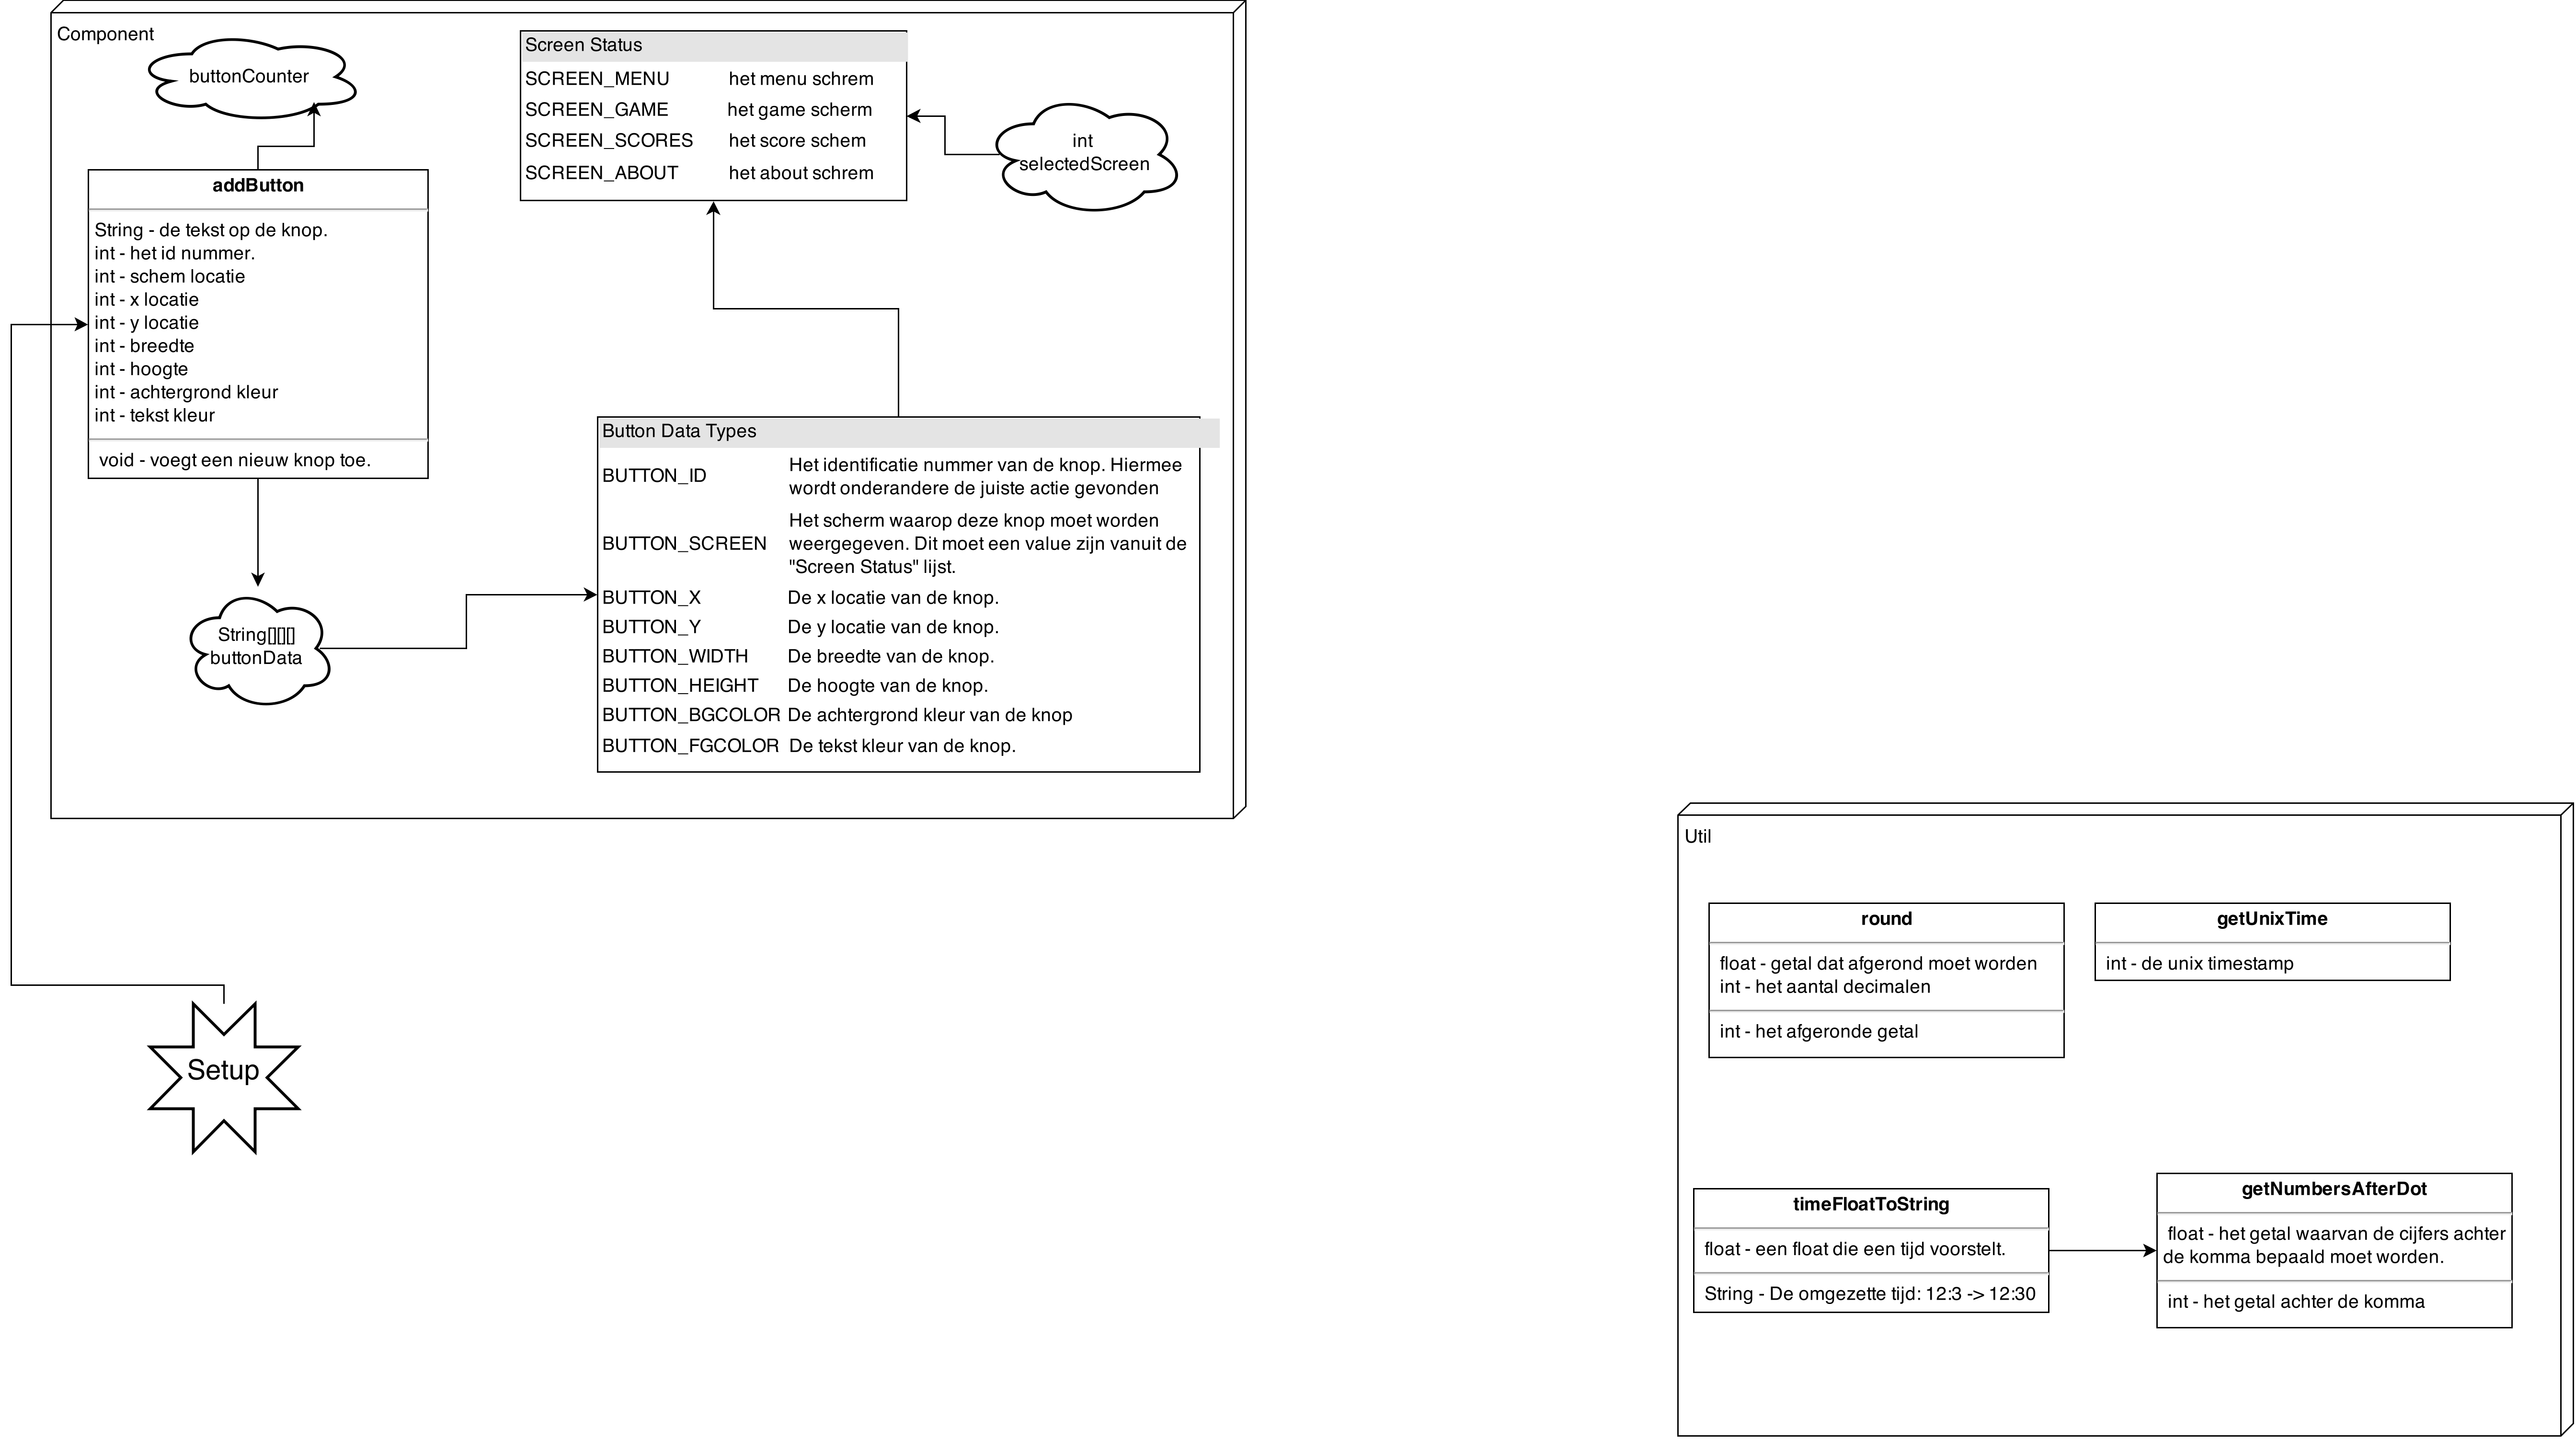 Component
buttonCounter
addButton
String - de tekst op de knop.
int - het id nummer.
int - schem locatie
int - x locatie
int - y locatie
int - breedte
int - hoogte
int - achtergrond kleur
int - tekst kleur
void - voegt een nieuw knop toe.
String[][][]
buttonData
Screen Status
SCREEN_MENU het menu schrem
SCREEN_GAME het game scherm
SCREEN_SCORES het score schem
SCREEN_ABOUT het about schrem
int
selectedScreen
Button Data Types
BUTTON_ID Het identificatie nummer van de knop. Hiermee
wordt onderandere de juiste actie gevonden
BUTTON_SCREEN Het scherm waarop deze knop moet worden
weergegeven. Dit moet een value zijn vanuit de
"Screen Status" lijst.
BUTTON_X De x locatie van de knop.
BUTTON_Y De y locatie van de knop.
BUTTON_WIDTH De breedte van de knop.
BUTTON_HEIGHT De hoogte van de knop.
BUTTON_BGCOLOR De achtergrond kleur van de knop
BUTTON_FGCOLOR De tekst kleur van de knop.
Setup
Util
round
float - getal dat afgerond moet worden
int - het aantal decimalen
int - het afgeronde getal
getUnixTime
int - de unix timestamp
timeFloatToString
float - een float die een tijd voorstelt.
String - De omgezette tijd: 12:3 -> 12:30
getNumbersAfterDot
float - het getal waarvan de cijfers achter
de komma bepaald moet worden.
int - het getal achter de komma